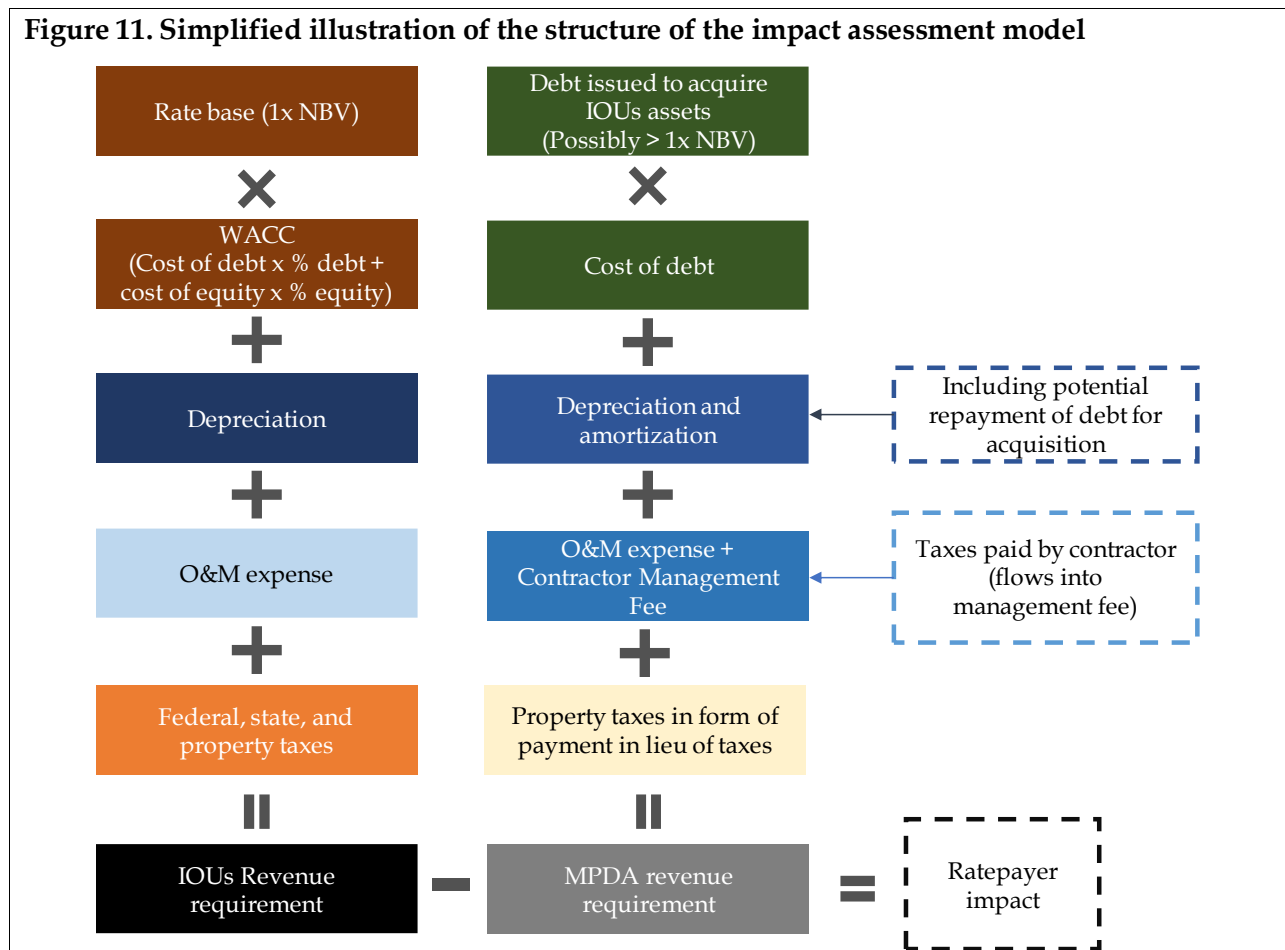 Figure 11. Simplified illustration of the structure of the impact assessment model
Rate base (1x NBV)
Debt issued to acquire
IOUs assets
(Possibly > 1x NBV)
×
×
WACC
(Cost of debt x % debt +
cost of equity x % equity)
Cost of debt
+
+
Depreciation
Depreciation and
amortization
Including potential
repayment of debt for
acquisition
+
+
O&M expense
O&M expense +
Contractor Management
Fee
Taxes paid by contractor
(flows into
management fee)
+
+
Federal, state, and
property taxes
Property taxes in form of
payment in lieu of taxes
=
=
IOUs Revenue
requirement
−
MPDA revenue
requirement
=
Ratepayer
impact